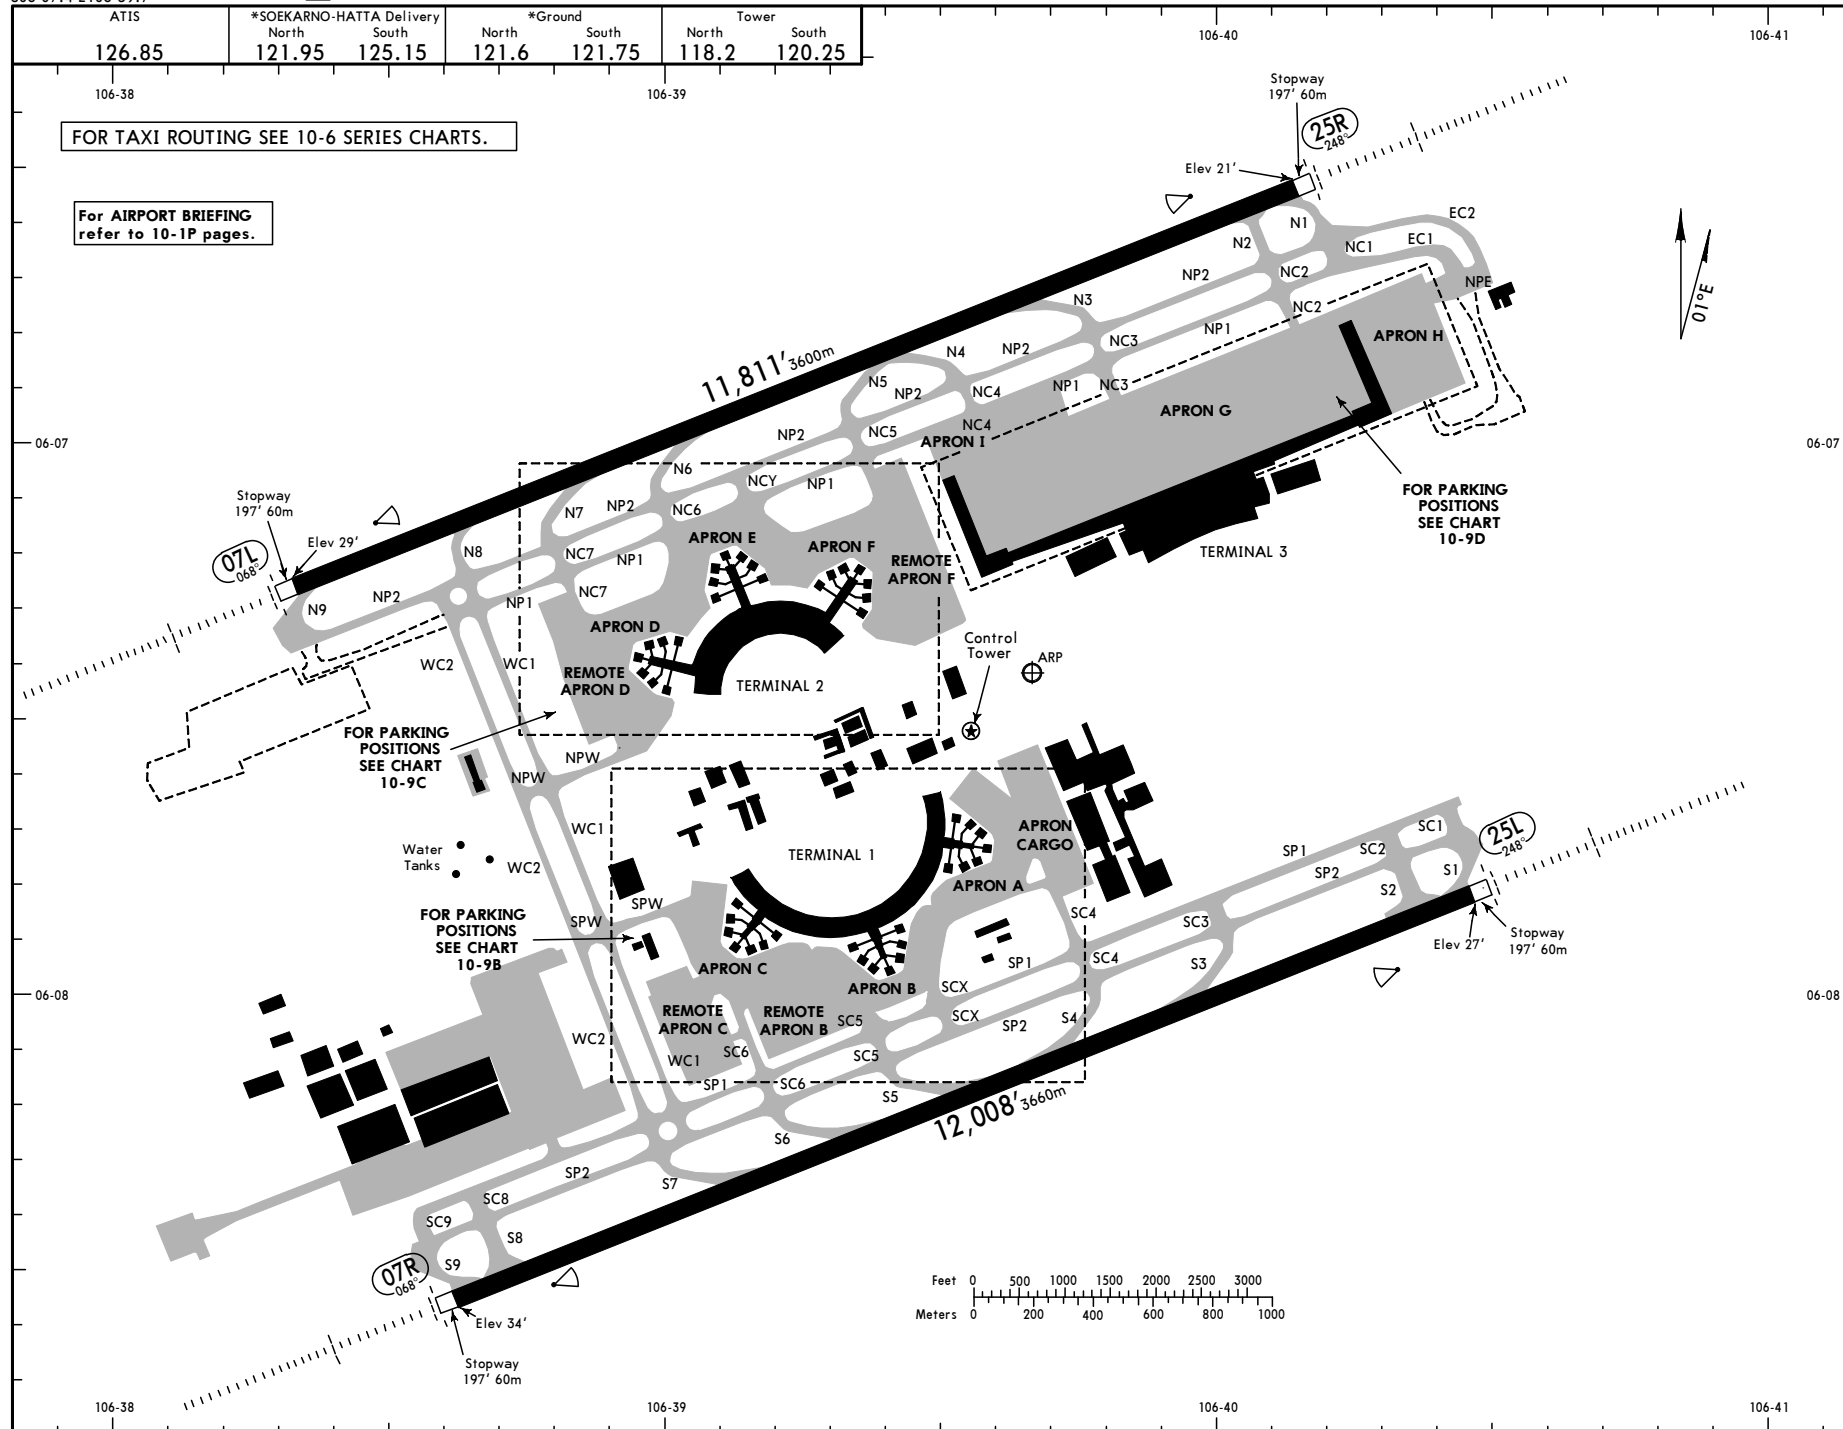 ATIS
126.85
*SOEKARNO-HATTA Delivery
North South
121.95 125.15
*Ground
North South
121.6 121.75
Tower
North South
118.2 120.25
106-38
106-39
106-40
106-41
FOR TAXI ROUTING SEE 10-6 SERIES CHARTS.
For AIRPORT BRIEFING
refer to 10-1P pages.
Stopway
197' 60m
25R
248°
Elev 21'
N1
N2
EC2
EC1
NC1
NC2
NP2
NPE
NC2
N3
NP1
NC3
APRON H
01°E
11,811' 3600m
N4
NP2
N5
NP2
NC4
NP1
NC3
APRON G
NC4
APRON I
NC5
NP2
06-07
06-07
N6
NCY
NP1
NP2
N7
NC6
Stopway
197' 60m
07L
068°
Elev 29'
N8
NC7
NP1
NC7
APRON E
APRON F
REMOTE
APRON F
TERMINAL 3
FOR PARKING
POSITIONS
SEE CHART
10-9D
N9
NP2
NP1
APRON D
WC2
WC1
REMOTE
APRON D
TERMINAL 2
Control
Tower
ARP
FOR PARKING
POSITIONS
SEE CHART
10-9C
NPW
NPW
WC1
WC2
Water
Tanks
TERMINAL 1
APRON
CARGO
APRON A
SPW
SPW
FOR PARKING
POSITIONS
SEE CHART
10-9B
SC1
25L
248°
SC2
SP1
SP2
S1
S2
SC4
SC3
Elev 27'
Stopway
197' 60m
S3
SC4
SP1
APRON C
APRON B
SCX
SCX
SP2
S4
06-08
06-08
REMOTE
APRON C
REMOTE
APRON B
SC5
SC5
WC2
WC1
SC6
SP1
SC6
S5
12,008' 3660m
S6
S7
SP2
SC8
SC9
S8
S9
07R
068°
Elev 34'
Stopway
197' 60m
Feet 0 500 1000 1500 2000 2500 3000
Meters 0 200 400 600 800 1000
106-38
106-39
106-40
106-41